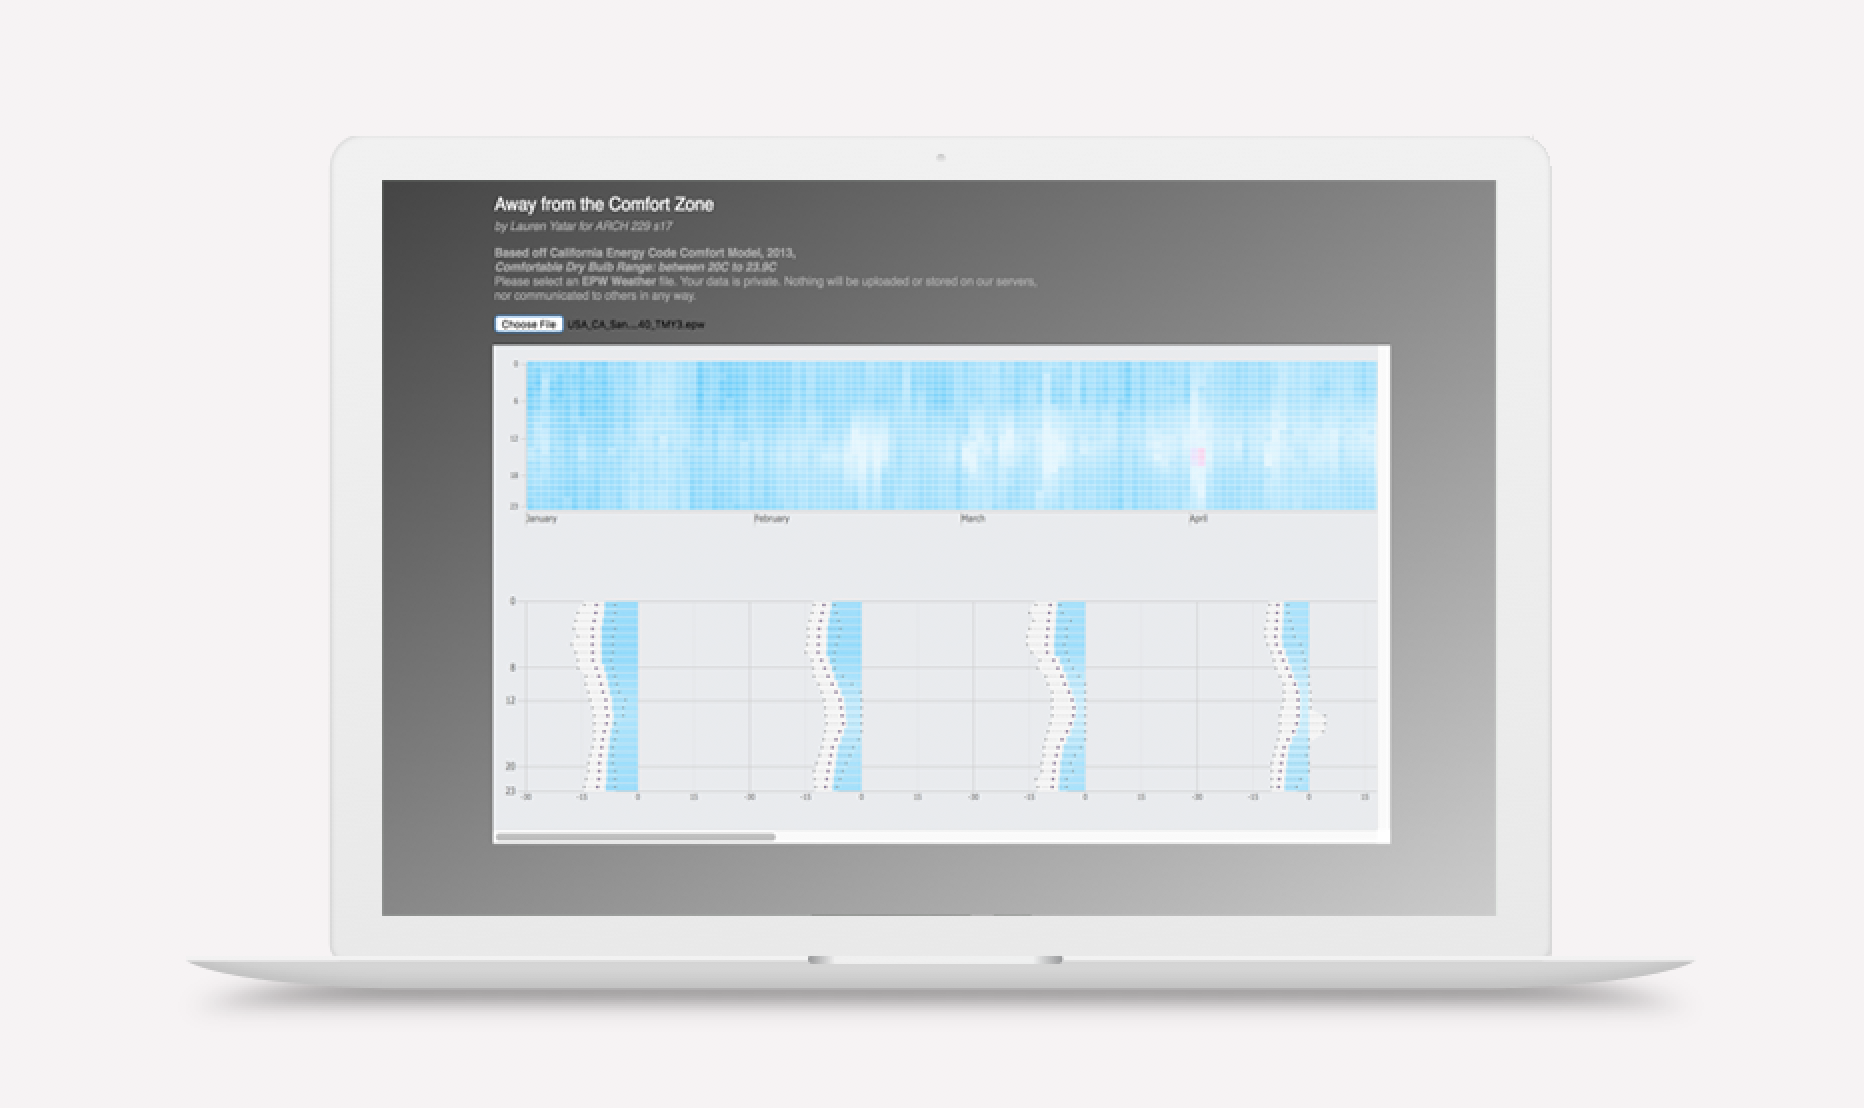 Away from the Comfort Zone
by Lauren Yatar for ARCH 229 s17
Based off California Energy Code Comfort Model, 2013,
Comfortable Dry Bulb Range: between 20C to 23.9C
Please select an EPW Weather file. Your data is private. Nothing will be uploaded or stored on our servers,
nor communicated to others in any way.
Choose File USA_CA_San...40_TMY3.epw
0
6
12
18
23
January February March April
0
8
12
20
23
-30 -15 0 15 -30 -15 0 15 -30 -15 0 15 -30 -15 0 15